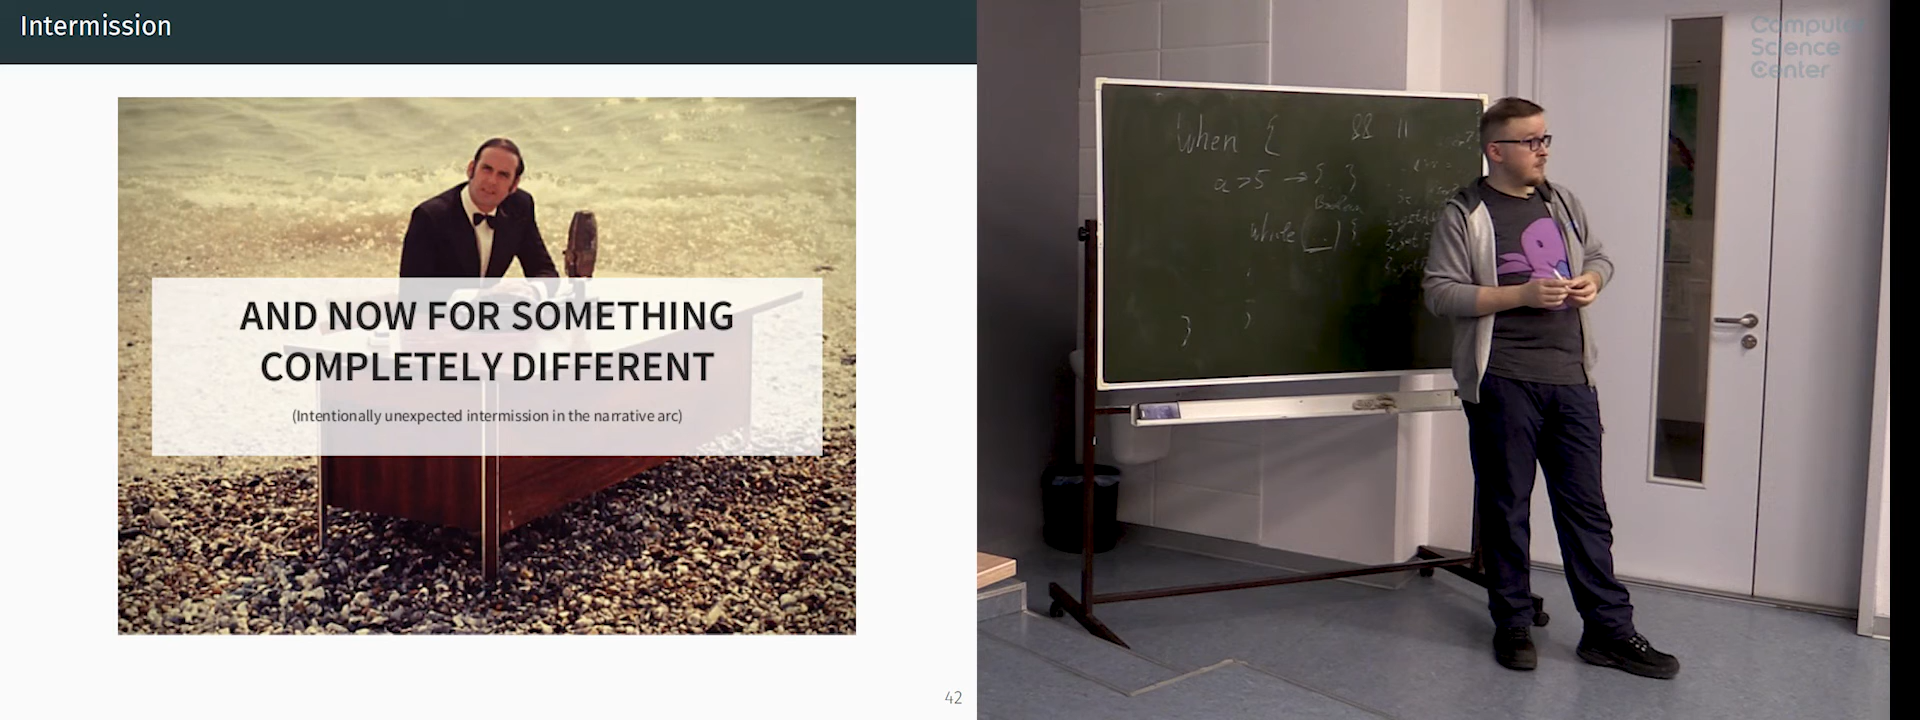 Intermission
AND NOW FOR SOMETHING
COMPLETELY DIFFERENT
(Intentionally unexpected intermission in the narrative arc)
42
Computer
Science
Center
when { && ||
a > 5 → { }
Boolean
while ( ) {
}